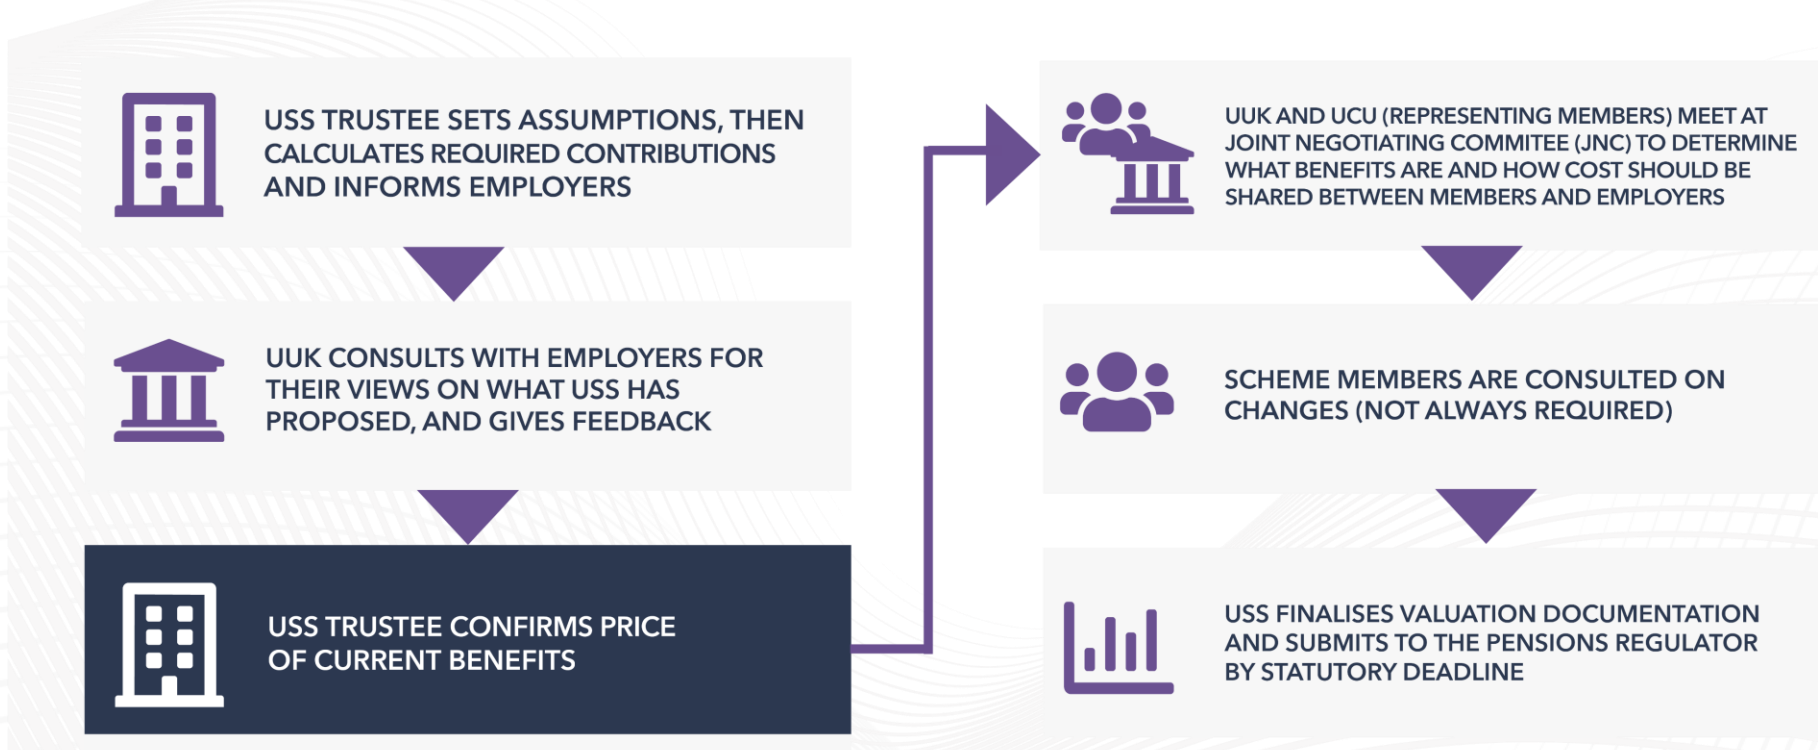 USS TRUSTEE SETS ASSUMPTIONS, THEN
CALCULATES REQUIRED CONTRIBUTIONS
AND INFORMS EMPLOYERS
UUK CONSULTS WITH EMPLOYERS FOR
THEIR VIEWS ON WHAT USS HAS
PROPOSED, AND GIVES FEEDBACK
USS TRUSTEE CONFIRMS PRICE
OF CURRENT BENEFITS
UUK AND UCU (REPRESENTING MEMBERS) MEET AT
JOINT NEGOTIATING COMMITEE (JNC) TO DETERMINE
WHAT BENEFITS ARE AND HOW COST SHOULD BE
SHARED BETWEEN MEMBERS AND EMPLOYERS
SCHEME MEMBERS ARE CONSULTED ON
CHANGES (NOT ALWAYS REQUIRED)
USS FINALISES VALUATION DOCUMENTATION
AND SUBMITS TO THE PENSIONS REGULATOR
BY STATUTORY DEADLINE